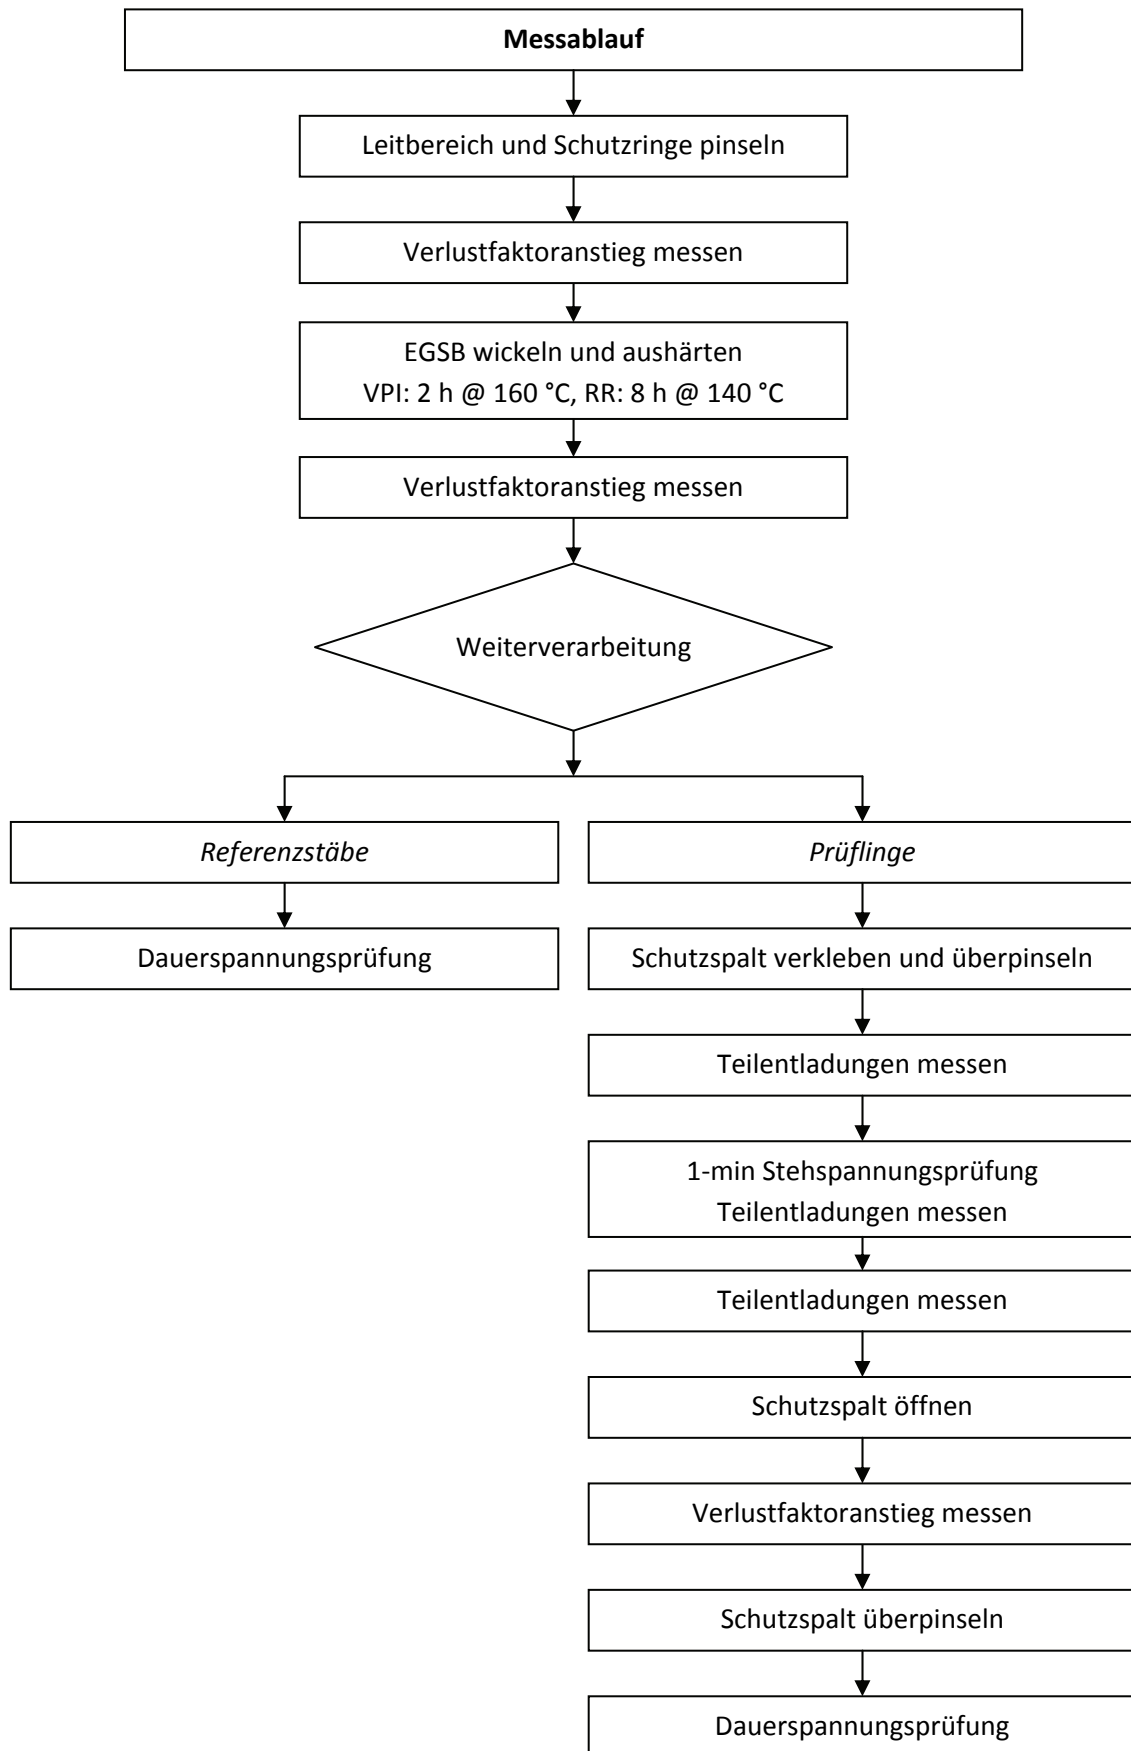 Messablauf
Leitbereich und Schutzringe pinseln
Verlustfaktoranstieg messen
EGSB wickeln und aushärten
VPI: 2 h @ 160 °C, RR: 8 h @ 140 °C
Verlustfaktoranstieg messen
Weiterverarbeitung
Referenzstäbe
Dauerspannungsprüfung
Prüflinge
Schutzspalt verkleben und überpinseln
Teilentladungen messen
1-min Stehspannungsprüfung
Teilentladungen messen
Teilentladungen messen
Schutzspalt öffnen
Verlustfaktoranstieg messen
Schutzspalt überpinseln
Dauerspannungsprüfung